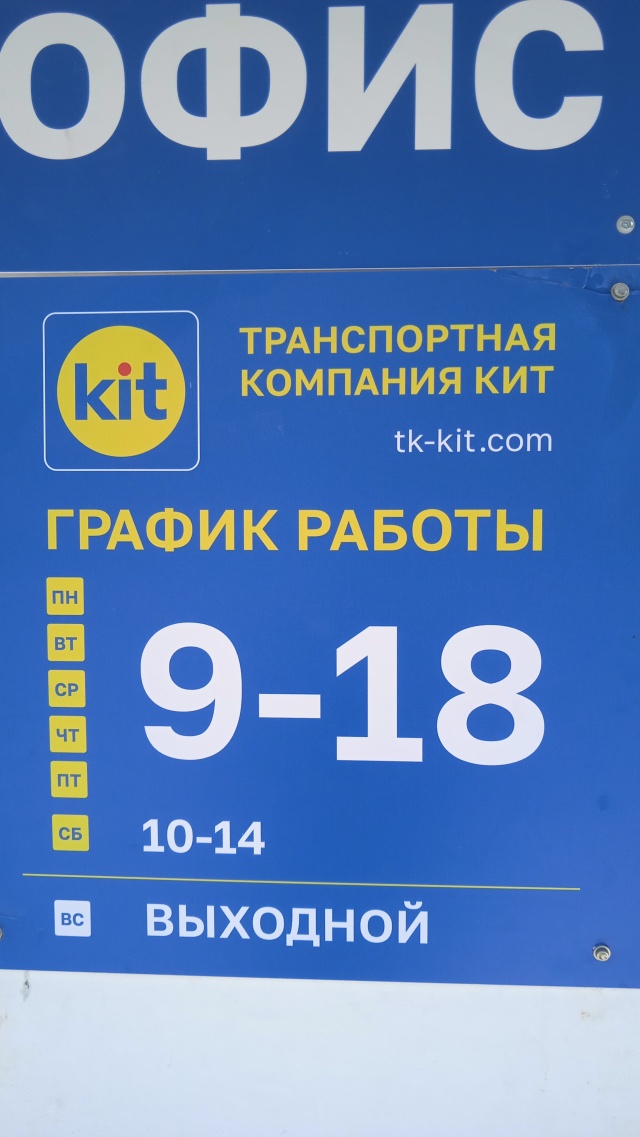 ОФИС
kit
ТРАНСПОРТНАЯ
КОМПАНИЯ КИТ
tk-kit.com
ГРАФИК РАБОТЫ
ПН
ВТ
СР
ЧТ
ПТ
9-18
СБ 10-14
ВС ВЫХОДНОЙ